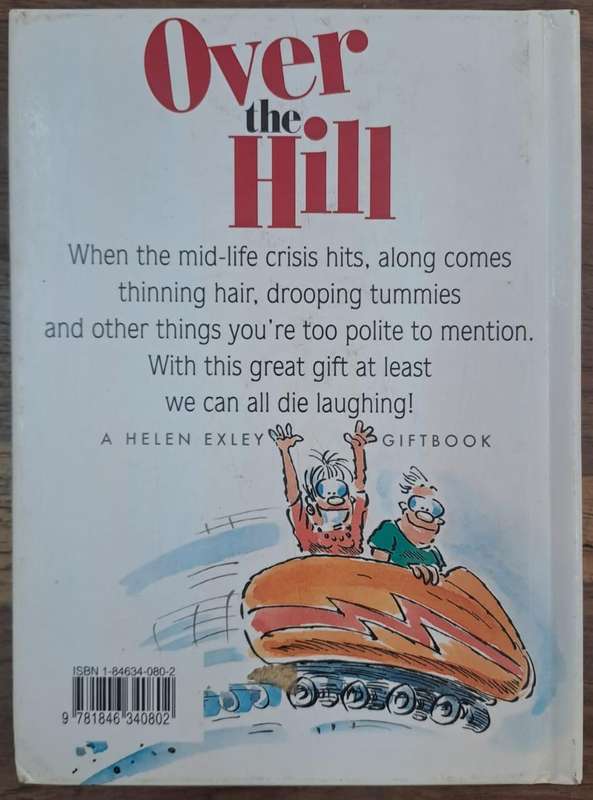 Over
the
Hill
When the mid-life crisis hits, along comes
thinning hair, drooping tummies
and other things you're too polite to mention.
With this great gift at least
we can all die laughing!
A HELEN EXLEY GIFTBOOK
ISBN 1-84634-080-2
9 781846 340802